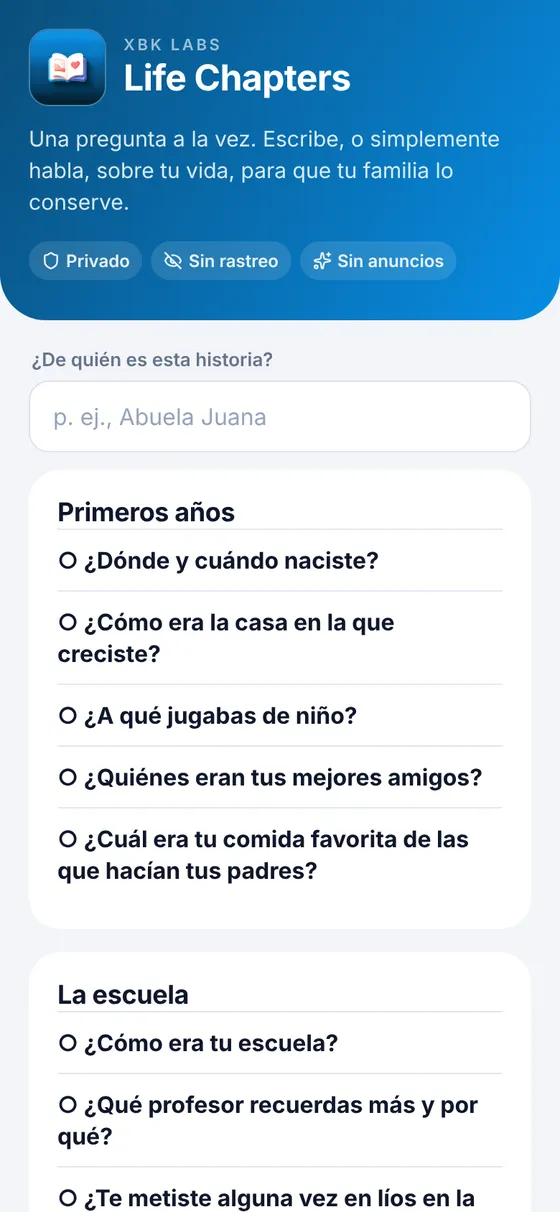 XBK LABS
Life Chapters
Una pregunta a la vez. Escribe, o simplemente
habla, sobre tu vida, para que tu familia lo
conserve.
Privado
Sin rastreo
Sin anuncios
¿De quién es esta historia?
p. ej., Abuela Juana
Primeros años
¿Dónde y cuándo naciste?
¿Cómo era la casa en la que
creciste?
¿A qué jugabas de niño?
¿Quiénes eran tus mejores amigos?
¿Cuál era tu comida favorita de las
que hacían tus padres?
La escuela
¿Cómo era tu escuela?
¿Qué profesor recuerdas más y por
qué?
¿Te metiste alguna vez en líos en la